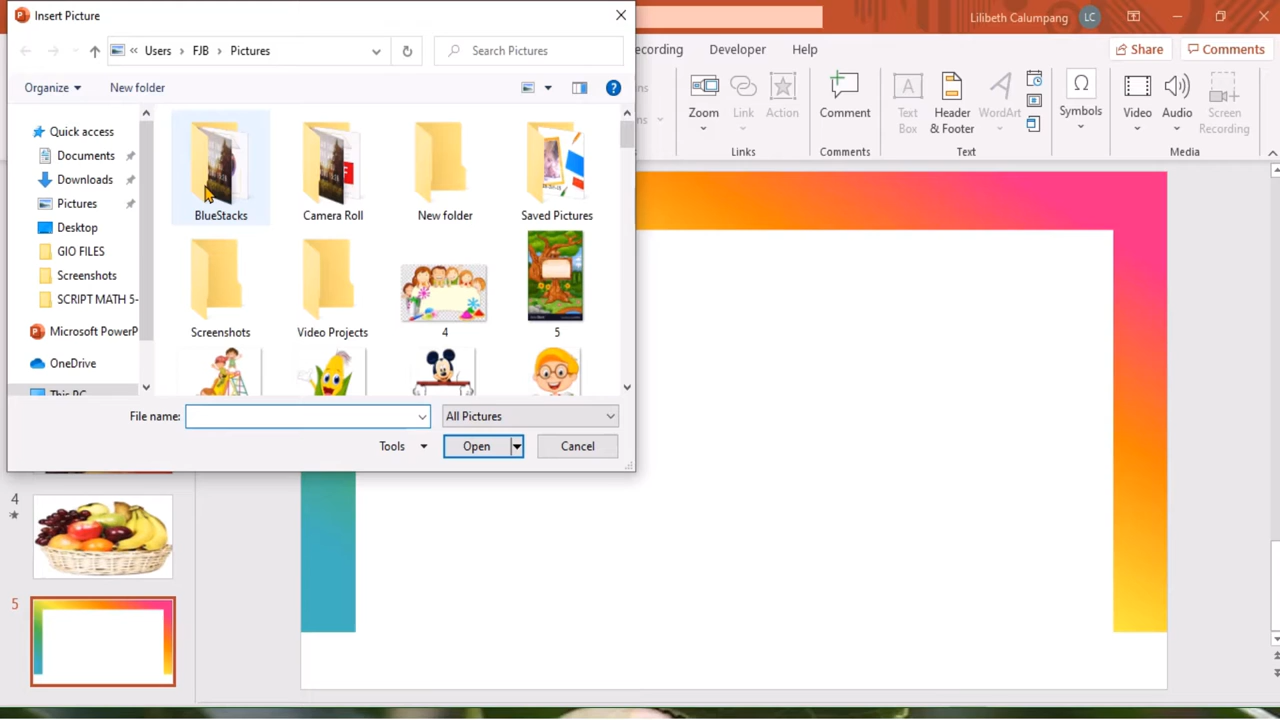 Insert Picture
Lilibeth Calumpang LC
« Users > FJB > Pictures
Search Pictures
ecording Developer Help
Share Comments
Organize New folder
Quick access
Documents
Downloads
Pictures
Desktop
GIO FILES
Screenshots
SCRIPT MATH 5-
Microsoft PowerP
OneDrive
This PC
BlueStacks Camera Roll New folder Saved Pictures
Screenshots Video Projects 4 5
File name: All Pictures
Tools Open Cancel
ns
Zoom Link Action
Comment
Text Box
Header & Footer
WordArt
Symbols
Video Audio
Screen Recording
Links Comments Text Media
4
5